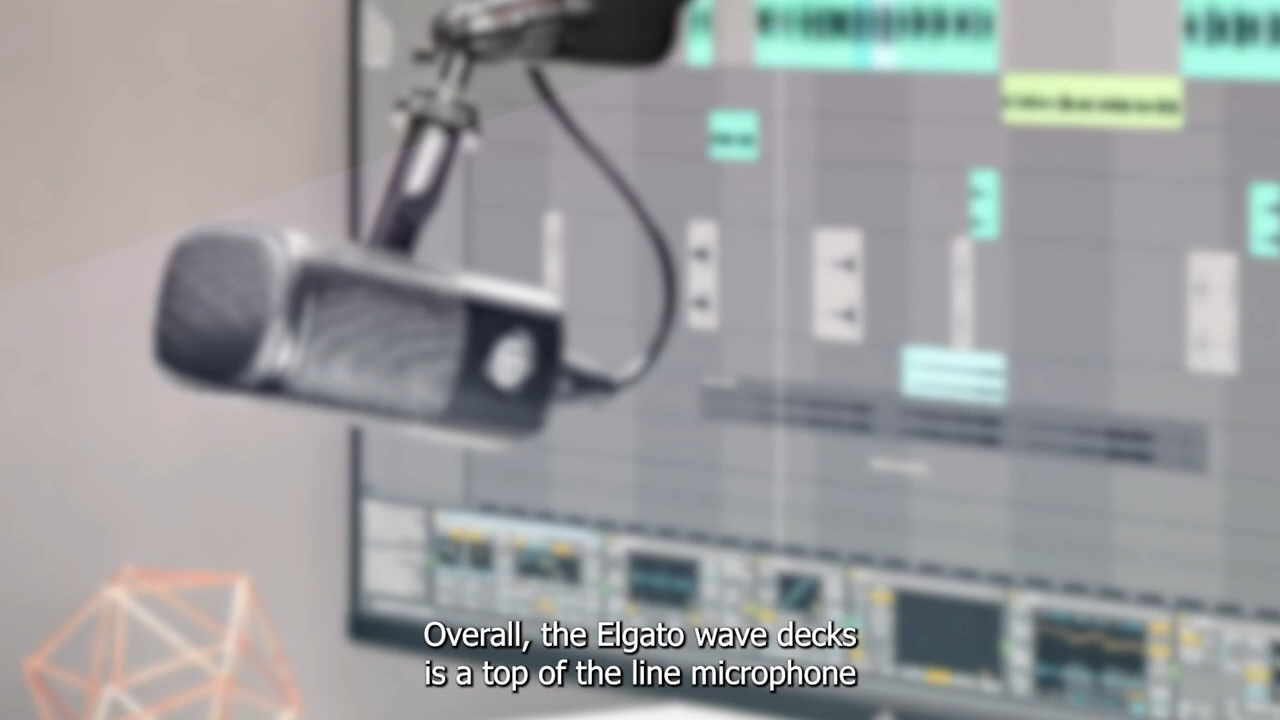 Overall, the Elgato wave decks
is a top of the line microphone